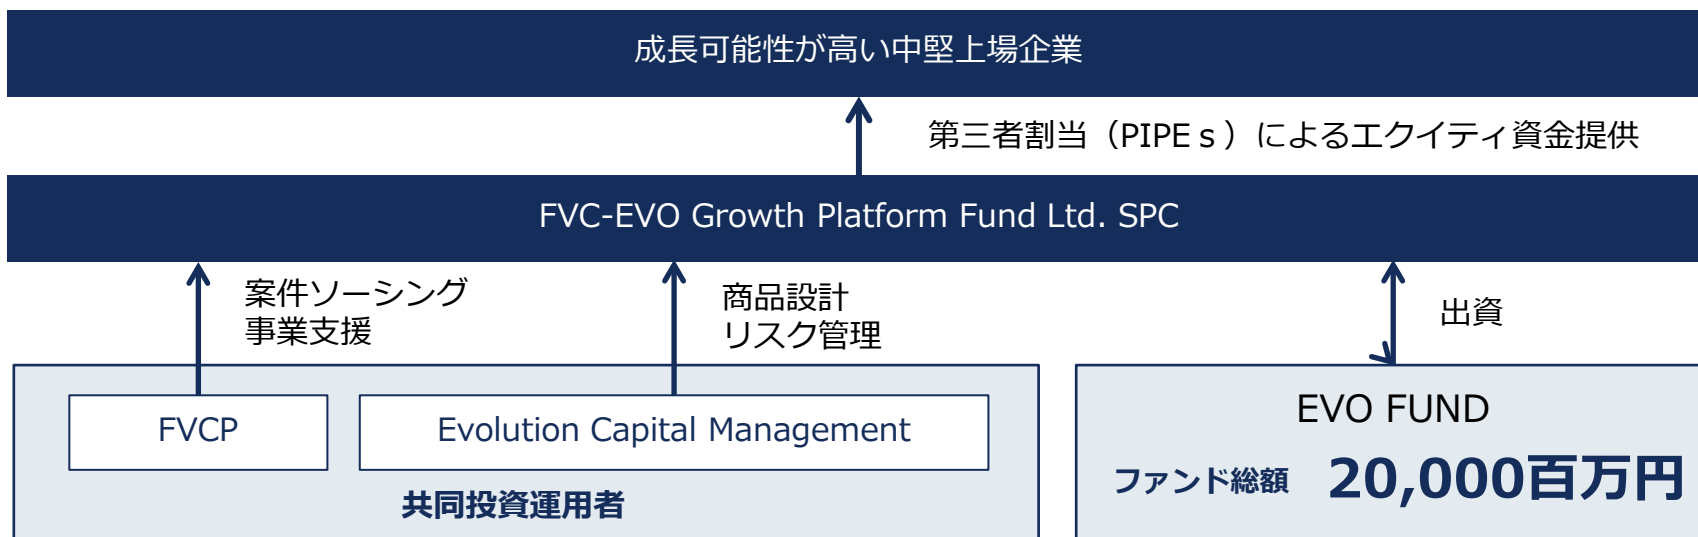 成長可能性が高い中堅上場企業
第三者割当（PIPEｓ）によるエクイティ資金提供
FVC-EVO Growth Platform Fund Ltd. SPC
案件ソーシング
事業支援
商品設計
リスク管理
出資
FVCP
Evolution Capital Management
共同投資運用者
EVO FUND
ファンド総額 20,000百万円